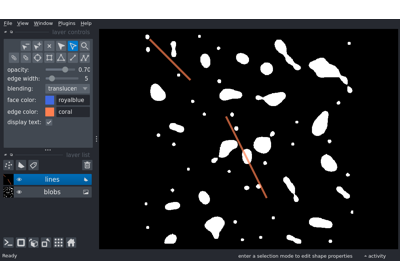 File View Window Plugins Help
layer controls
opacity: 0.70
edge width: 5
blending: translucent
face color: royalblue
edge color: coral
display text:
layer list
lines
blobs
Ready
enter a selection mode to edit shape properties
activity